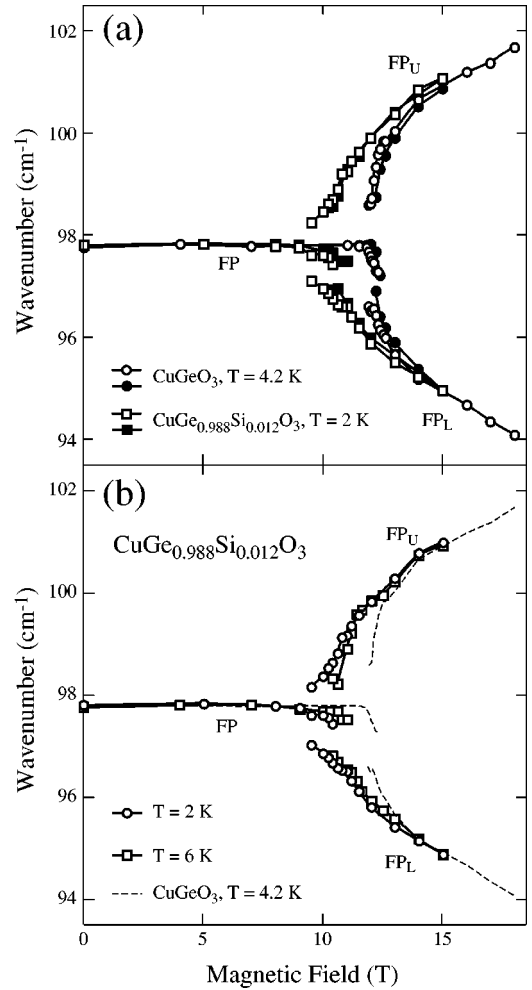 (a)
102
100
98
96
94
Wavenumber (cm⁻¹)
FP_U
FP
FP_L
CuGeO₃, T = 4.2 K
CuGe₀.₉₈₈Si₀.₀₁₂O₃, T = 2 K
(b)
CuGe₀.₉₈₈Si₀.₀₁₂O₃
102
100
98
96
94
Wavenumber (cm⁻¹)
FP_U
FP
FP_L
T = 2 K
T = 6 K
CuGeO₃, T = 4.2 K
0 5 10 15
Magnetic Field (T)